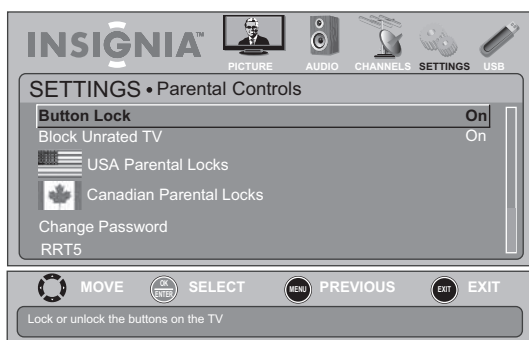 INSIGNIA™
PICTURE AUDIO CHANNELS SETTINGS USB
SETTINGS • Parental Controls
Button Lock On
Block Unrated TV On
USA Parental Locks
Canadian Parental Locks
Change Password
RRT5
MOVE OK ENTER SELECT MENU PREVIOUS EXIT EXIT
Lock or unlock the buttons on the TV